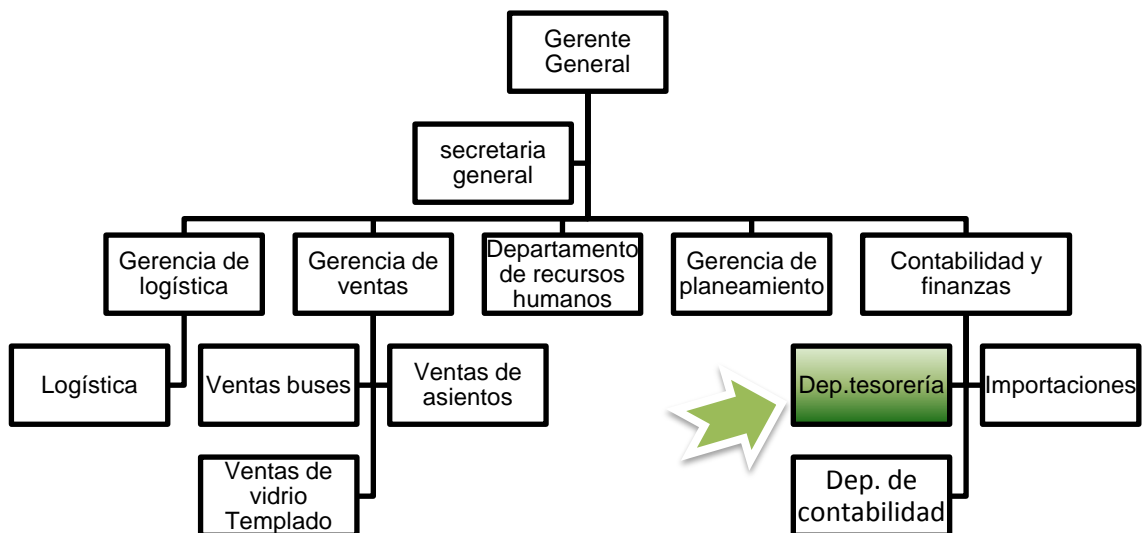 Gerente
General
secretaria
general
Gerencia de
logística
Gerencia de
ventas
Departamento
de recursos
humanos
Gerencia de
planeamiento
Contabilidad y
finanzas
Logística
Ventas buses
Ventas de
asientos
Dep.tesorería
Importaciones
Ventas de
vidrio
Templado
Dep. de
contabilidad